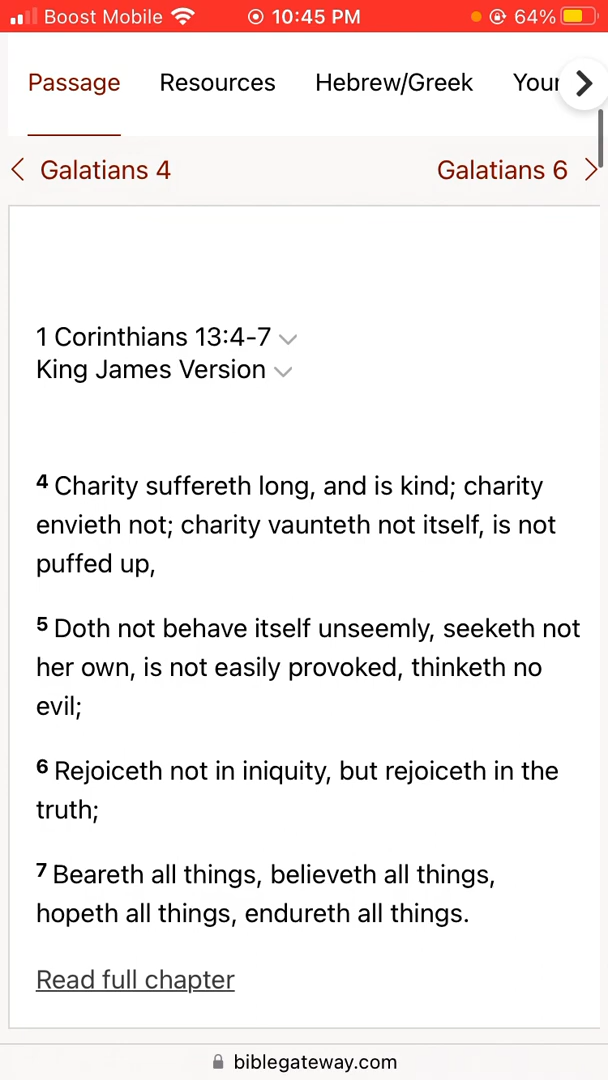 Boost Mobile 10:45 PM 64%
Passage Resources Hebrew/Greek Your
Galatians 4 Galatians 6
1 Corinthians 13:4-7
King James Version
4 Charity suffereth long, and is kind; charity
envieth not; charity vaunteth not itself, is not
puffed up,
5 Doth not behave itself unseemly, seeketh not
her own, is not easily provoked, thinketh no
evil;
6 Rejoiceth not in iniquity, but rejoiceth in the
truth;
7 Beareth all things, believeth all things,
hopeth all things, endureth all things.
Read full chapter
biblegateway.com